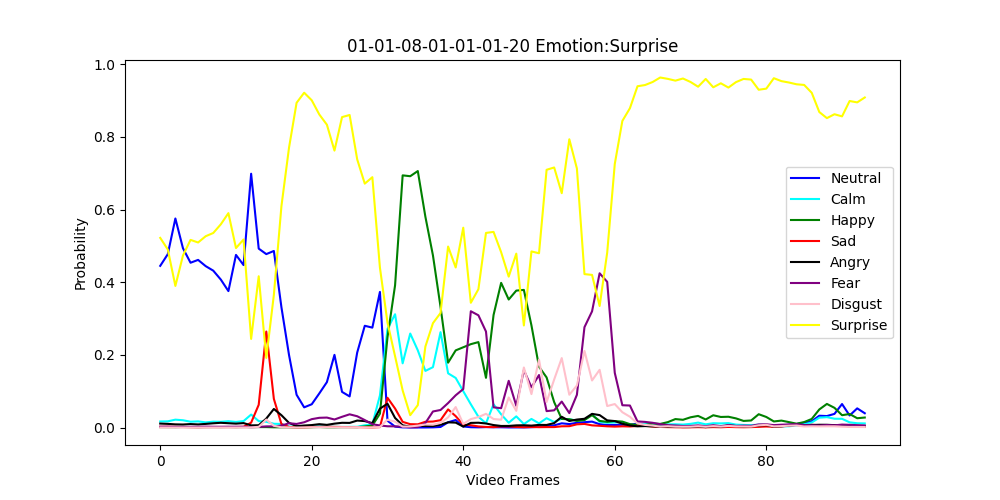 01-01-08-01-01-01-20 Emotion:Surprise
Probability
1.0
0.8
0.6
0.4
0.2
0.0
0
20
40
60
80
Video Frames
Neutral
Calm
Happy
Sad
Angry
Fear
Disgust
Surprise